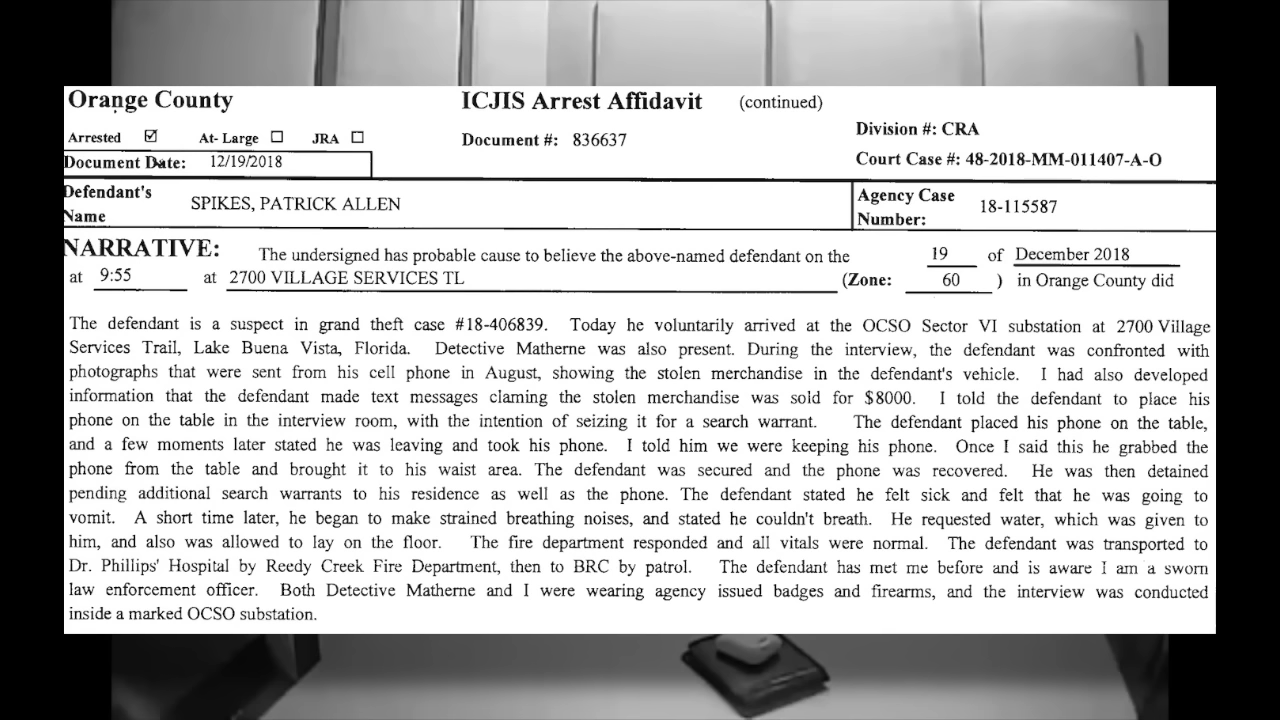 Orange County ICJIS Arrest Affidavit (continued)
Arrested ☑ At- Large ☐ JRA ☐ Document #: 836637 Division #: CRA
Document Date: 12/19/2018 Court Case #: 48-2018-MM-011407-A-O
Defendant's Name SPIKES, PATRICK ALLEN Agency Case Number: 18-115587
NARRATIVE: The undersigned has probable cause to believe the above-named defendant on the 19 of December 2018
at 9:55 at 2700 VILLAGE SERVICES TL (Zone: 60 ) in Orange County did
The defendant is a suspect in grand theft case #18-406839. Today he voluntarily arrived at the OCSO Sector VI substation at 2700 Village
Services Trail, Lake Buena Vista, Florida. Detective Matherne was also present. During the interview, the defendant was confronted with
photographs that were sent from his cell phone in August, showing the stolen merchandise in the defendant's vehicle. I had also developed
information that the defendant made text messages claming the stolen merchandise was sold for $8000. I told the defendant to place his
phone on the table in the interview room, with the intention of seizing it for a search warrant. The defendant placed his phone on the table,
and a few moments later stated he was leaving and took his phone. I told him we were keeping his phone. Once I said this he grabbed the
phone from the table and brought it to his waist area. The defendant was secured and the phone was recovered. He was then detained
pending additional search warrants to his residence as well as the phone. The defendant stated he felt sick and felt that he was going to
vomit. A short time later, he began to make strained breathing noises, and stated he couldn't breath. He requested water, which was given to
him, and also was allowed to lay on the floor. The fire department responded and all vitals were normal. The defendant was transported to
Dr. Phillips' Hospital by Reedy Creek Fire Department, then to BRC by patrol. The defendant has met me before and is aware I am a sworn
law enforcement officer. Both Detective Matherne and I were wearing agency issued badges and firearms, and the interview was conducted
inside a marked OCSO substation.